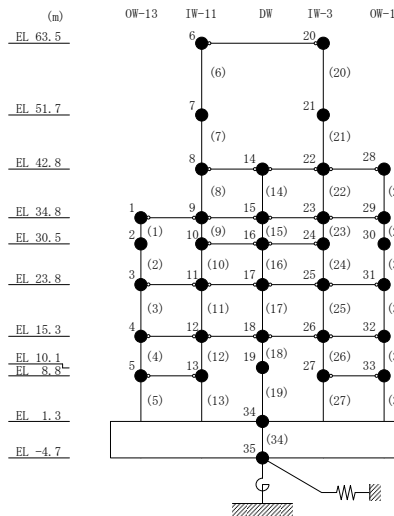 (m) OW-13 IW-11 DW IW-3 OW-1
EL 63.5 6 20
(6) (20)
EL 51.7 7 21
(7) (21)
EL 42.8 8 14 22 28
(8) (14) (22)
EL 34.8 1 9 15 23 29
(1) (9) (15) (23)
EL 30.5 2 10 16 24 30
(2) (10) (16) (24)
EL 23.8 3 11 17 25 31
(3) (11) (17) (25)
EL 15.3 4 12 18 26 32
(4) (12) (18) (26)
EL 10.1 19
EL 8.8 5 13 27 33
(5) (13) (19) (27)
EL 1.3 34
(34)
EL -4.7 35